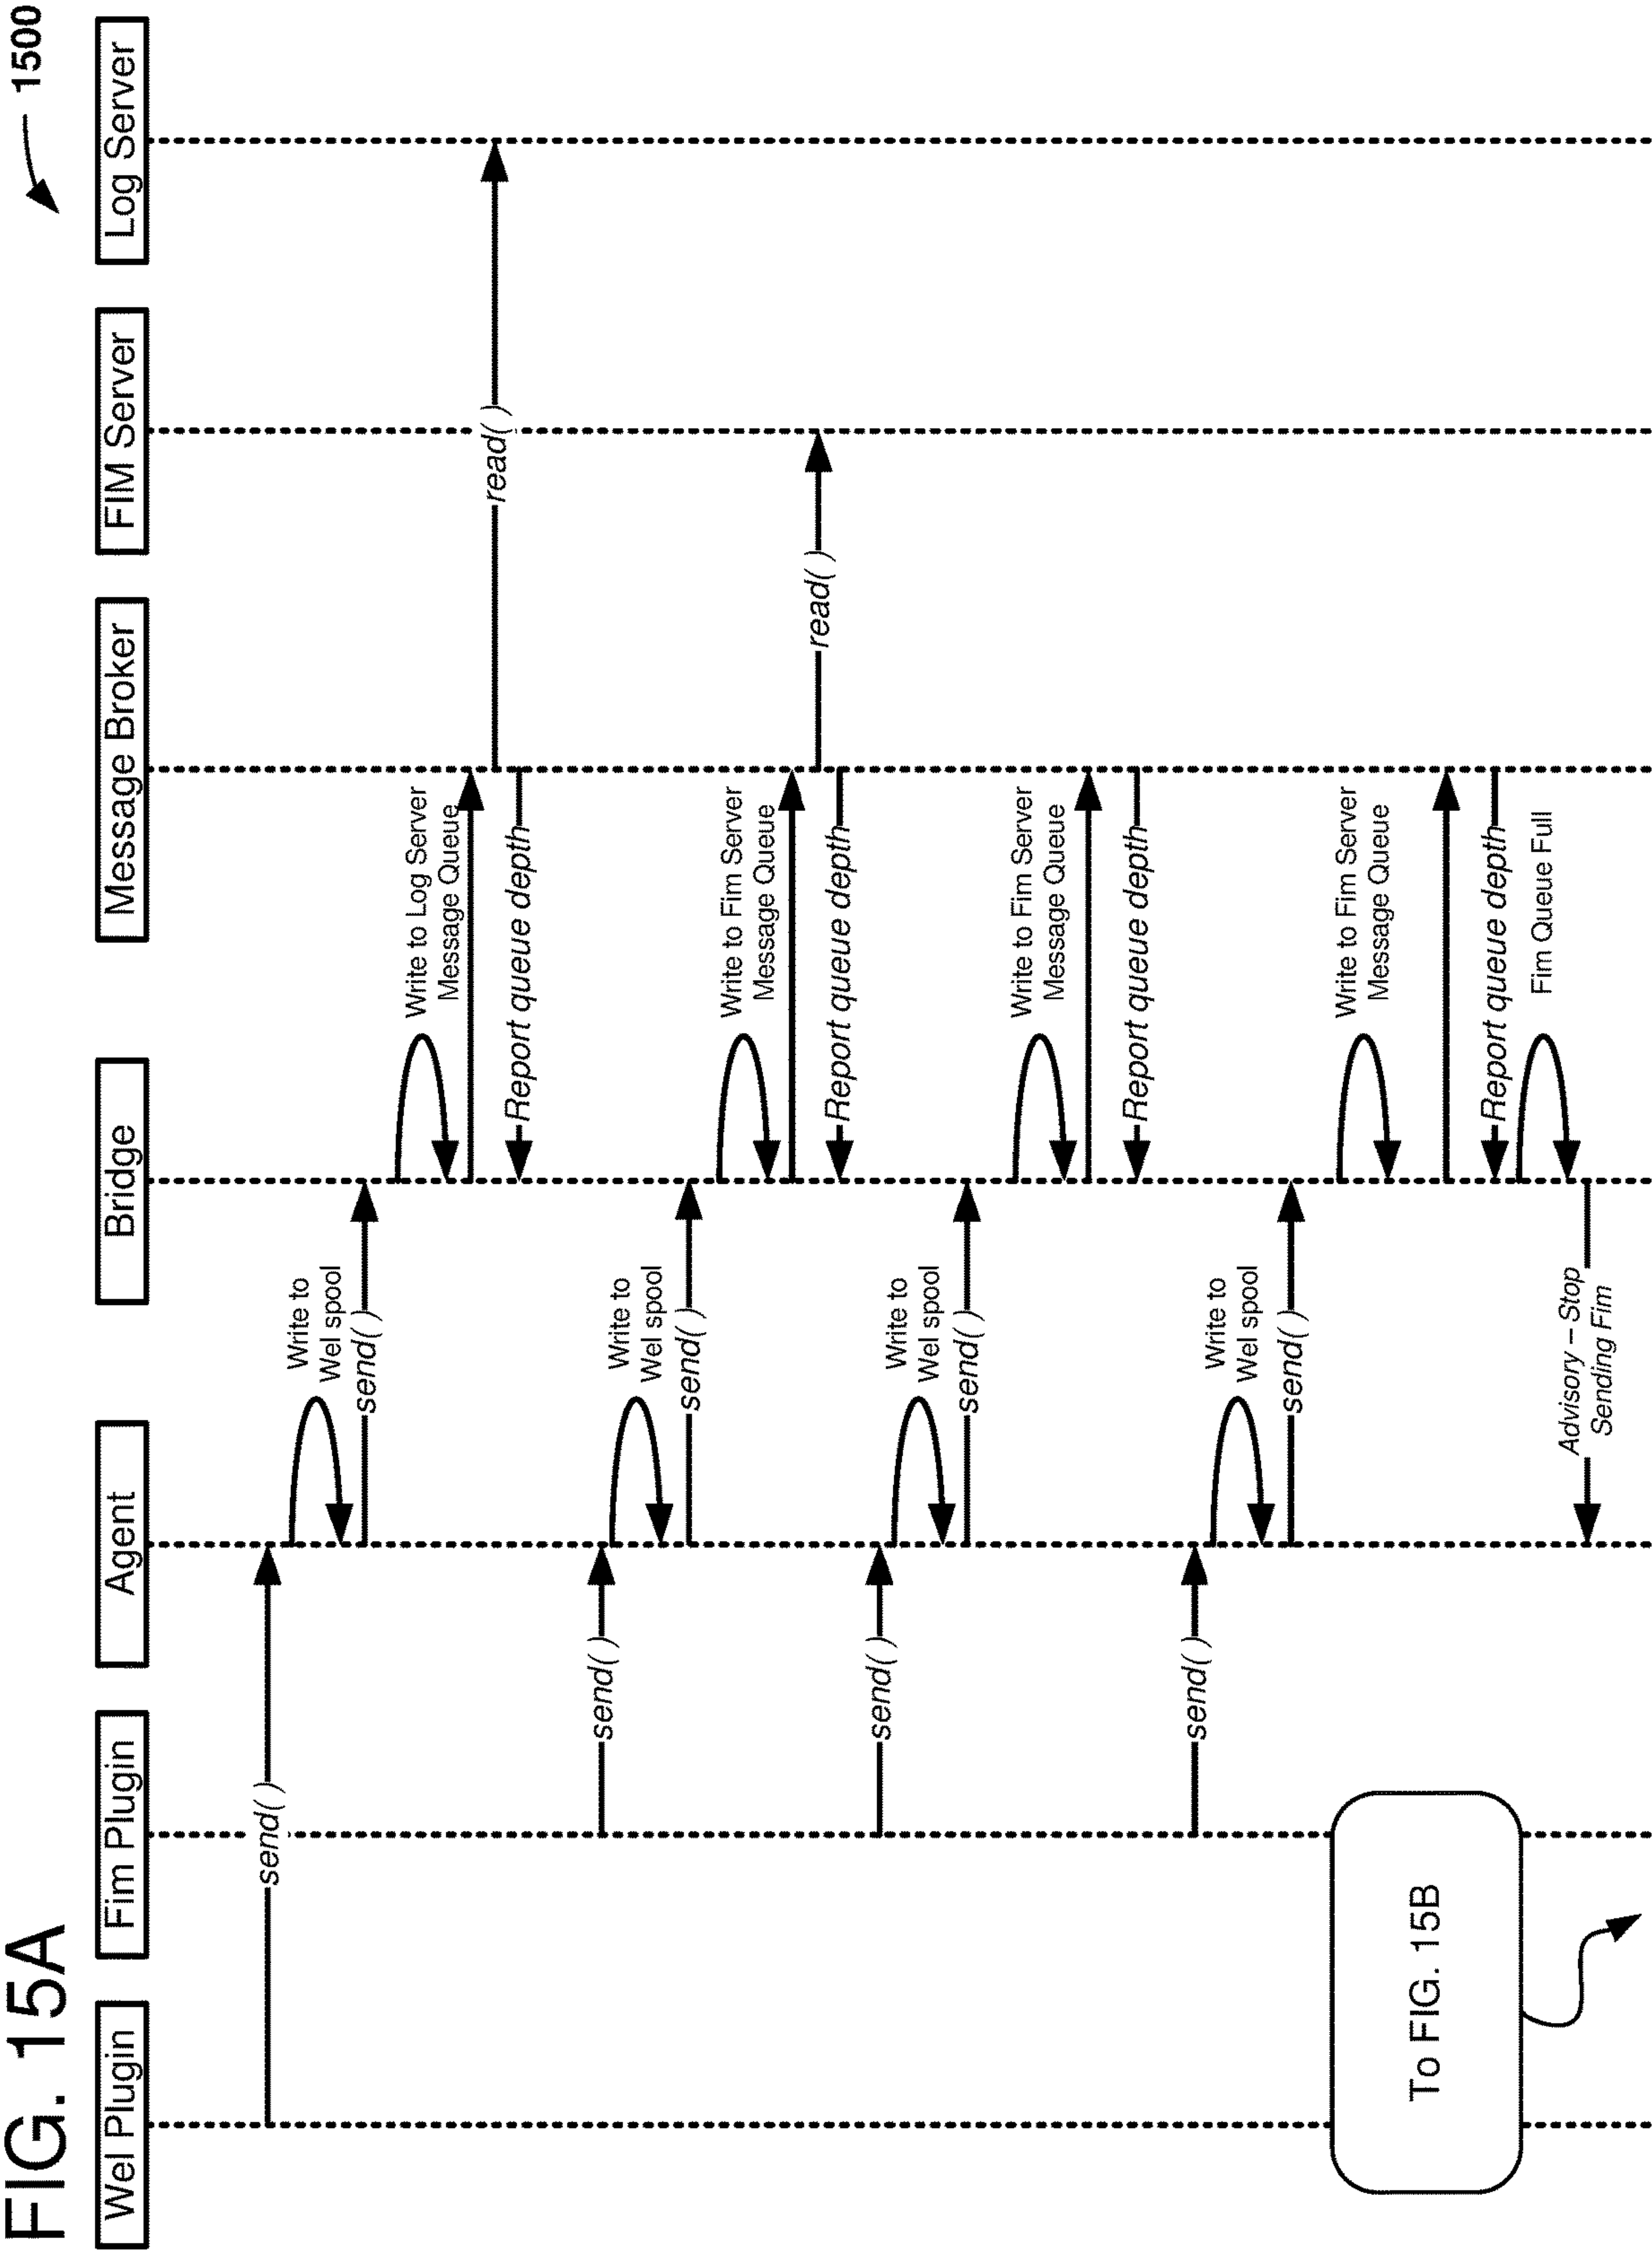 FIG. 15A
1500
Wel Plugin
Fim Plugin
Agent
Bridge
Message Broker
FIM Server
Log Server
send( )
Write to
Wel spool
send( )
Write to Log Server
Message Queue
read( )
Report queue depth
send( )
Write to
Wel spool
send( )
Write to Fim Server
Message Queue
read( )
Report queue depth
send( )
Write to
Wel spool
send( )
Write to Fim Server
Message Queue
Report queue depth
send( )
Write to
Wel spool
send( )
Write to Fim Server
Message Queue
Report queue depth
Fim Queue Full
Advisory – Stop
Sending Fim
To FIG. 15B